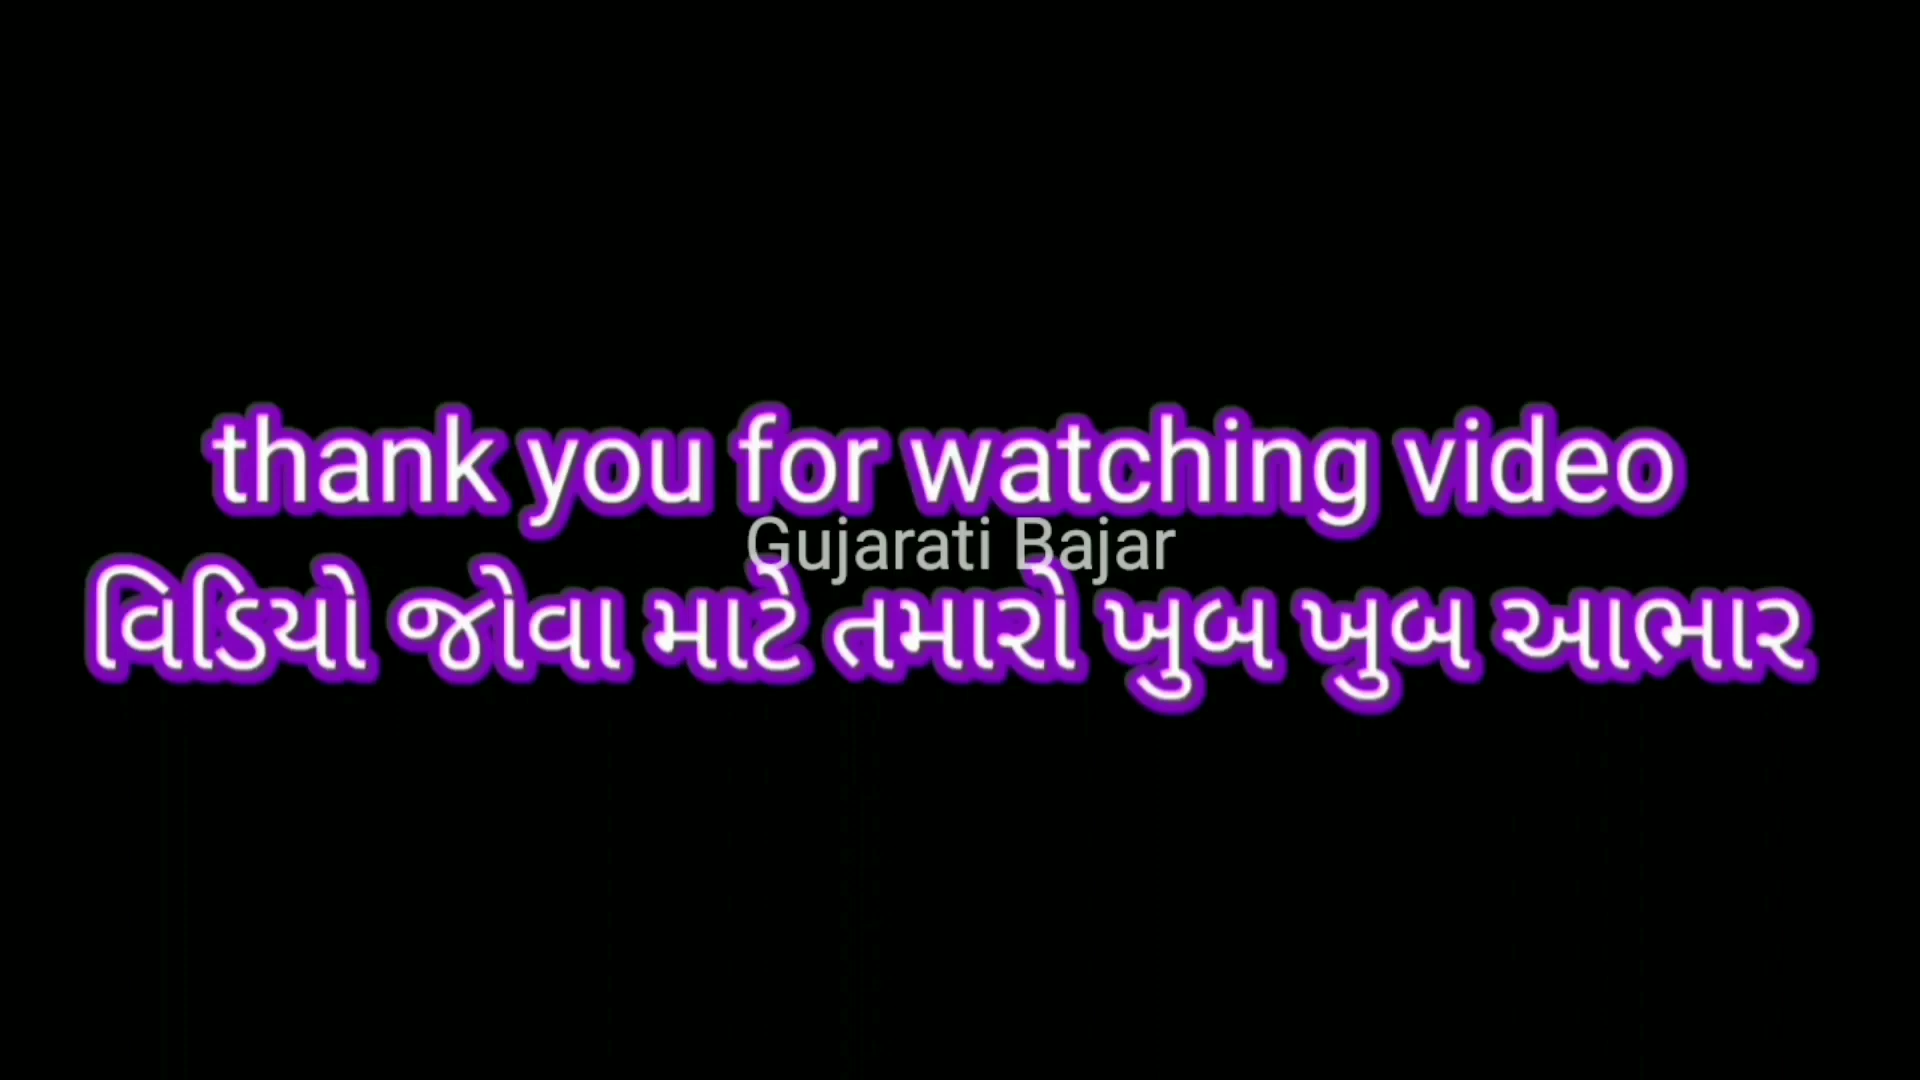 thank you for watching video
Gujarati Bajar
વિડિયો જોવા માટે તમારો ખુબ ખુબ આભાર